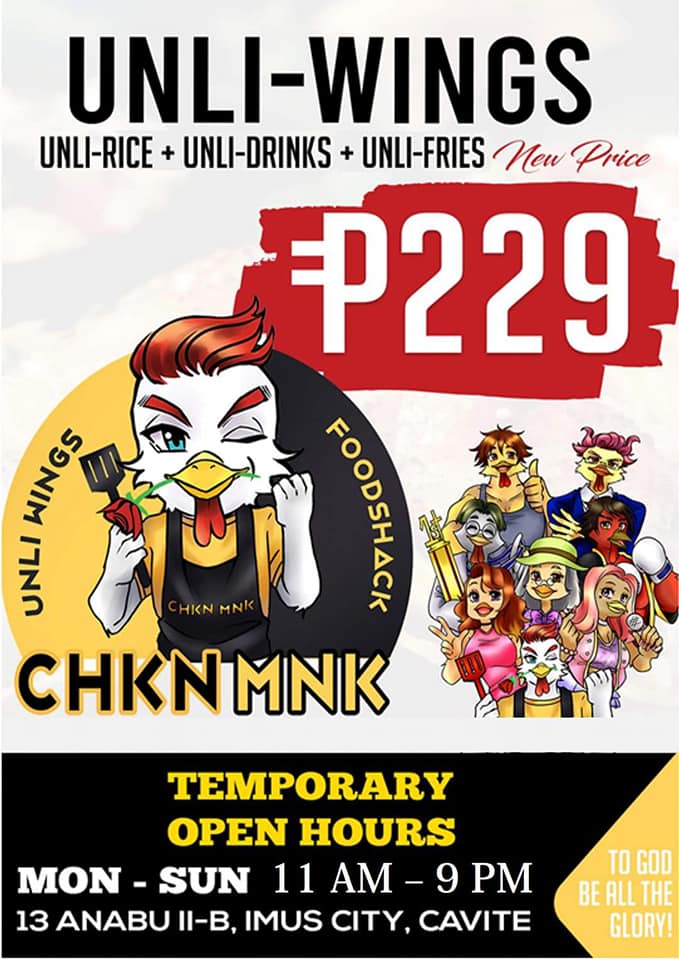 UNLI-WINGS
UNLI-RICE + UNLI-DRINKS + UNLI-FRIES New Price
₱229
UNLI WINGS
FOODSHACK
CHKN MNK
CHKN MNK
1st
TEMPORARY
OPEN HOURS
MON - SUN 11 AM – 9 PM
13 ANABU II-B, IMUS CITY, CAVITE
TO GOD
BE ALL THE
GLORY!